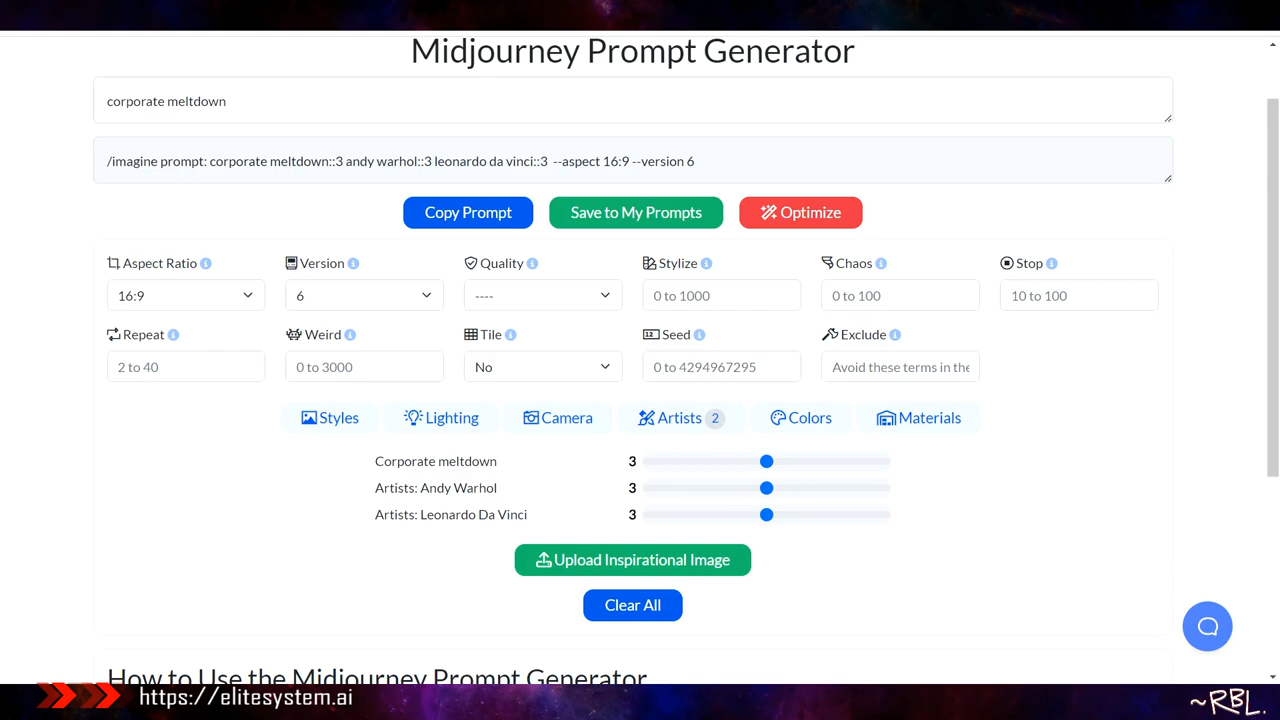 Midjourney Prompt Generator
corporate meltdown
/imagine prompt: corporate meltdown::3 andy warhol::3 leonardo da vinci::3  --aspect 16:9 --version 6
Copy Prompt Save to My Prompts Optimize
Aspect Ratio Version Quality Stylize Chaos Stop
16:9 6 ---- 0 to 1000 0 to 100 10 to 100
Repeat Weird Tile Seed Exclude
2 to 40 0 to 3000 No 0 to 4294967295 Avoid these terms in the
Styles Lighting Camera Artists 2 Colors Materials
Corporate meltdown 3
Artists: Andy Warhol 3
Artists: Leonardo Da Vinci 3
Upload Inspirational Image
Clear All
How to Use the Midjourney Prompt Generator
https://elitesystem.ai
~RBL.